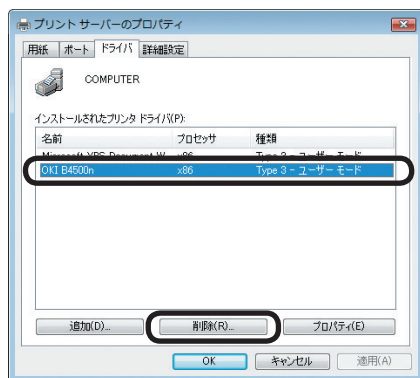 プリント サーバーのプロパティ
用紙 ポート ドライバ 詳細設定
COMPUTER
インストールされたプリンタ ドライバ(P):
名前 プロセッサ 種類
Microsoft XPS Document W... x86 Type 3 - ユーザー モード
OKI B4500n x86 Type 3 - ユーザー モード
追加(D)... 削除(R)... プロパティ(E)
OK キャンセル 適用(A)